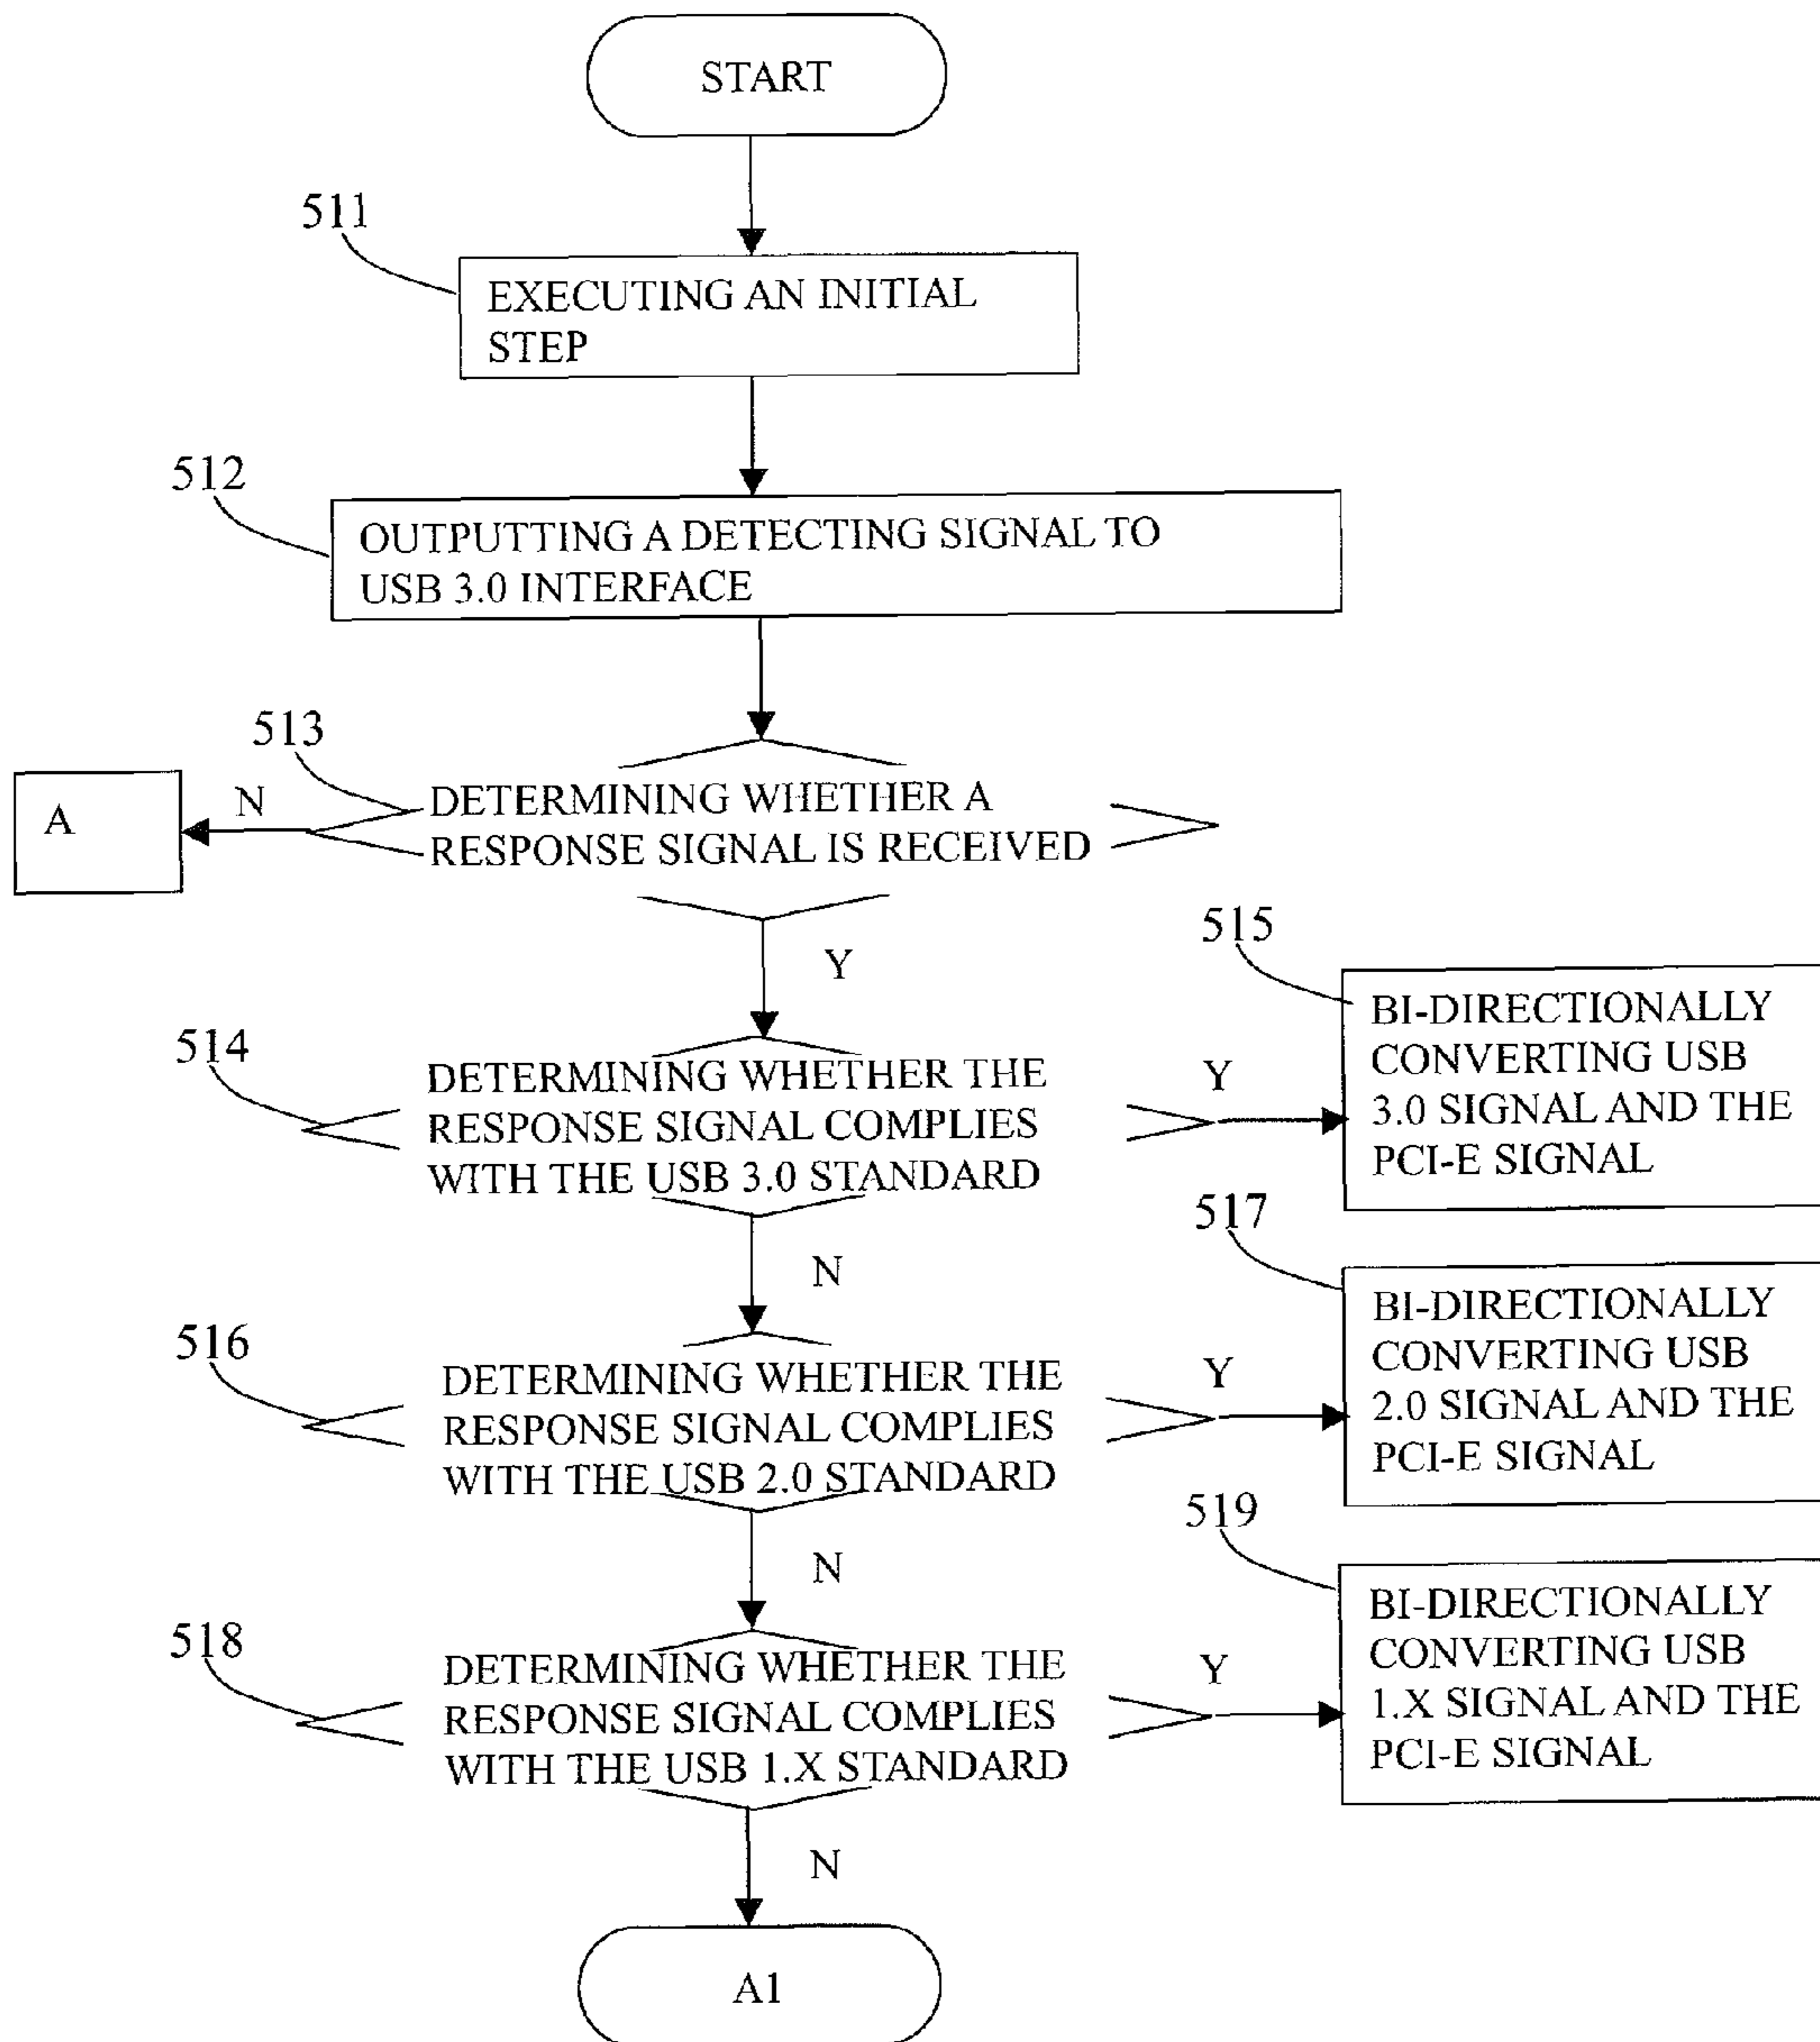 START
511
EXECUTING AN INITIAL
STEP
512
OUTPUTTING A DETECTING SIGNAL TO
USB 3.0 INTERFACE
513
A
N
DETERMINING WHETHER A
RESPONSE SIGNAL IS RECEIVED
Y
514
DETERMINING WHETHER THE
RESPONSE SIGNAL COMPLIES
WITH THE USB 3.0 STANDARD
Y
515
BI-DIRECTIONALLY
CONVERTING USB
3.0 SIGNAL AND THE
PCI-E SIGNAL
N
516
DETERMINING WHETHER THE
RESPONSE SIGNAL COMPLIES
WITH THE USB 2.0 STANDARD
Y
517
BI-DIRECTIONALLY
CONVERTING USB
2.0 SIGNAL AND THE
PCI-E SIGNAL
N
518
DETERMINING WHETHER THE
RESPONSE SIGNAL COMPLIES
WITH THE USB 1.X STANDARD
Y
519
BI-DIRECTIONALLY
CONVERTING USB
1.X SIGNAL AND THE
PCI-E SIGNAL
N
A1